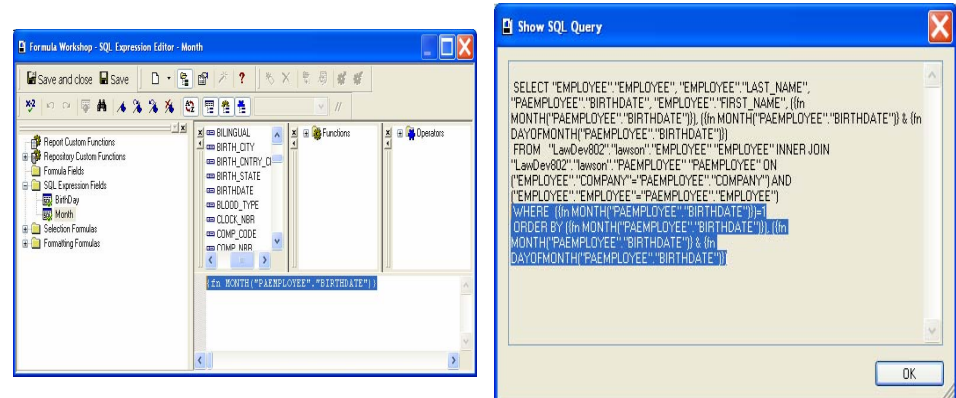 Formula Workshop - SQL Expression Editor - Month
Save and close Save
Report Custom Functions
Repository Custom Functions
Formula Fields
SQL Expression Fields
BirthDay
Month
Selection Formulas
Formatting Formulas
BILINGUAL
BIRTH_CITY
BIRTH_CNTRY_C
BIRTH_STATE
BIRTHDATE
BLOOD_TYPE
CLOCK_NBR
COMP_CODE
COMP_NBR
Functions
Operators
{fn MONTH("PAEMPLOYEE"."BIRTHDATE")}
Show SQL Query
SELECT "EMPLOYEE"."EMPLOYEE", "EMPLOYEE"."LAST_NAME",
"PAEMPLOYEE"."BIRTHDATE", "EMPLOYEE"."FIRST_NAME", ({fn
MONTH("PAEMPLOYEE"."BIRTHDATE")}), ({fn MONTH("PAEMPLOYEE"."BIRTHDATE")} & {fn
DAYOFMONTH("PAEMPLOYEE"."BIRTHDATE")})
FROM "LawDev802"."lawson"."EMPLOYEE" "EMPLOYEE" INNER JOIN
"LawDev802"."lawson"."PAEMPLOYEE" "PAEMPLOYEE" ON
("EMPLOYEE"."COMPANY"="PAEMPLOYEE"."COMPANY") AND
("EMPLOYEE"."EMPLOYEE"="PAEMPLOYEE"."EMPLOYEE")
WHERE ({fn MONTH("PAEMPLOYEE"."BIRTHDATE")})=1
ORDER BY ({fn MONTH("PAEMPLOYEE"."BIRTHDATE")}), ({fn
MONTH("PAEMPLOYEE"."BIRTHDATE")} & {fn
DAYOFMONTH("PAEMPLOYEE"."BIRTHDATE")})
OK